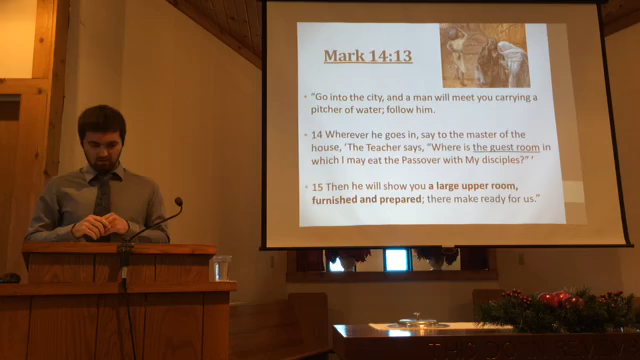 Mark 14:13
• "Go into the city, and a man will meet you carrying a
pitcher of water; follow him.
• 14 Wherever he goes in, say to the master of the
house, 'The Teacher says, "Where is the guest room in
which I may eat the Passover with My disciples?" '
• 15 Then he will show you a large upper room,
furnished and prepared; there make ready for us."